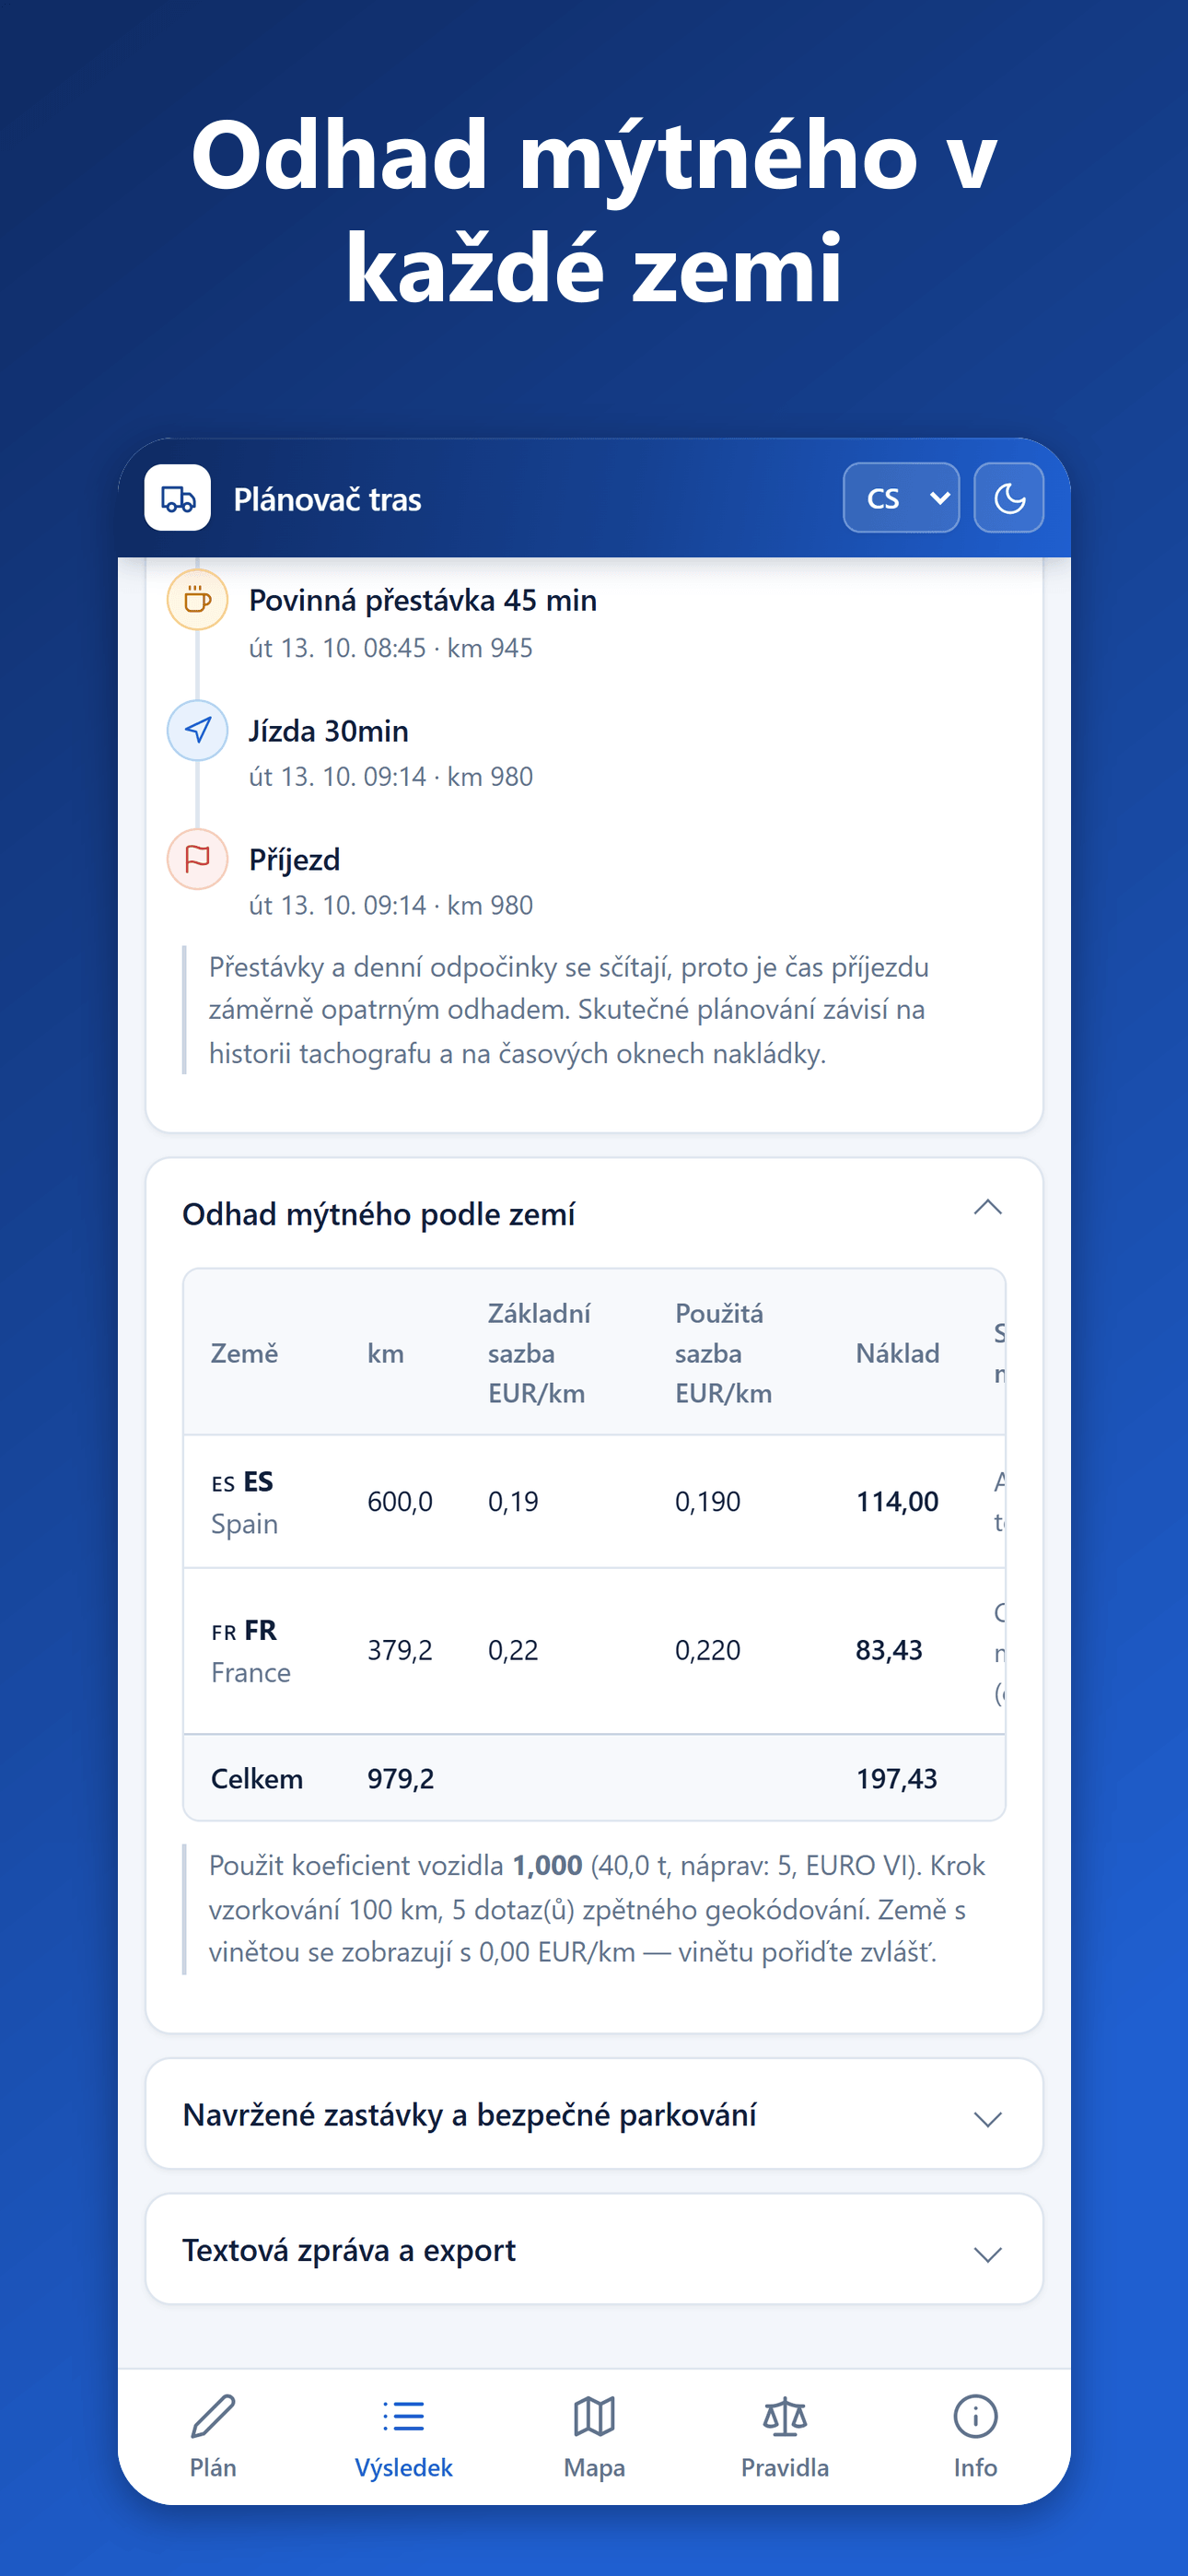 Odhad mýtného v
každé zemi
Plánovač tras
CS
Povinná přestávka 45 min
út 13. 10. 08:45 · km 945
Jízda 30min
út 13. 10. 09:14 · km 980
Příjezd
út 13. 10. 09:14 · km 980
Přestávky a denní odpočinky se sčítají, proto je čas příjezdu
záměrně opatrným odhadem. Skutečné plánování závisí na
historii tachografu a na časových oknech nakládky.
Odhad mýtného podle zemí
Země km Základní sazba EUR/km Použitá sazba EUR/km Náklad
ES ES Spain 600,0 0,19 0,190 114,00
FR FR France 379,2 0,22 0,220 83,43
Celkem 979,2 197,43
Použit koeficient vozidla 1,000 (40,0 t, náprav: 5, EURO VI). Krok
vzorkování 100 km, 5 dotaz(ů) zpětného geokódování. Země s
vinětou se zobrazují s 0,00 EUR/km — vinětu pořiďte zvlášť.
Navržené zastávky a bezpečné parkování
Textová zpráva a export
Plán Výsledek Mapa Pravidla Info